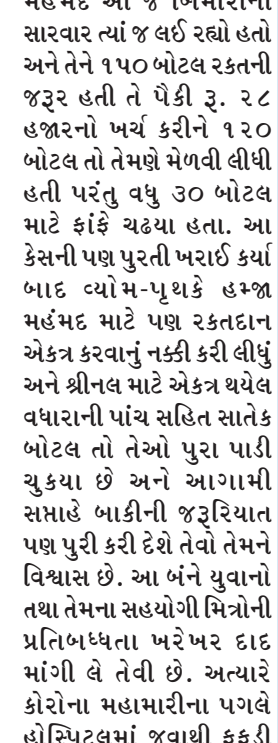 મહંમદ આ જ બિમારીની
સારવાર ત્યાં જ લઈ રહ્યો હતો
અને તેને ૧૫૦ બોટલ રકતની
જરૂર હતી તે પૈકી રૂ. ૨૮
હજારનો ખર્ચ કરીને ૧૨૦
બોટલ તો તેમણે મેળવી લીધી
હતી પરંતુ વધુ ૩૦ બોટલ
માટે ફાંફે ચઢયા હતા. આ
કેસની પણ પુરતી ખરાઈ કર્યા
બાદ વ્યોમ-પૃથકે હમ્જા
મહંમદ માટે પણ રકતદાન
એકત્ર કરવાનું નક્કી કરી લીધું
અને શ્રીનલ માટે એકત્ર થયેલ
વધારાની પાંચ સહિત સાતેક
બોટલ તો તેઓ પુરા પાડી
ચુકયા છે અને આગામી
સપ્તાહે બાકીની જરૂરિયાત
પણ પુરી કરી દેશે તેવો તેમને
વિશ્વાસ છે. આ બંને યુવાનો
તથા તેમના સહયોગી મિત્રોની
પ્રતિબધ્ધતા ખરેખર દાદ
માંગી લે તેવી છે. અત્યારે
કોરોના મહામારીના પગલે
હોસ્પિટલમાં જવાથી ફફડી